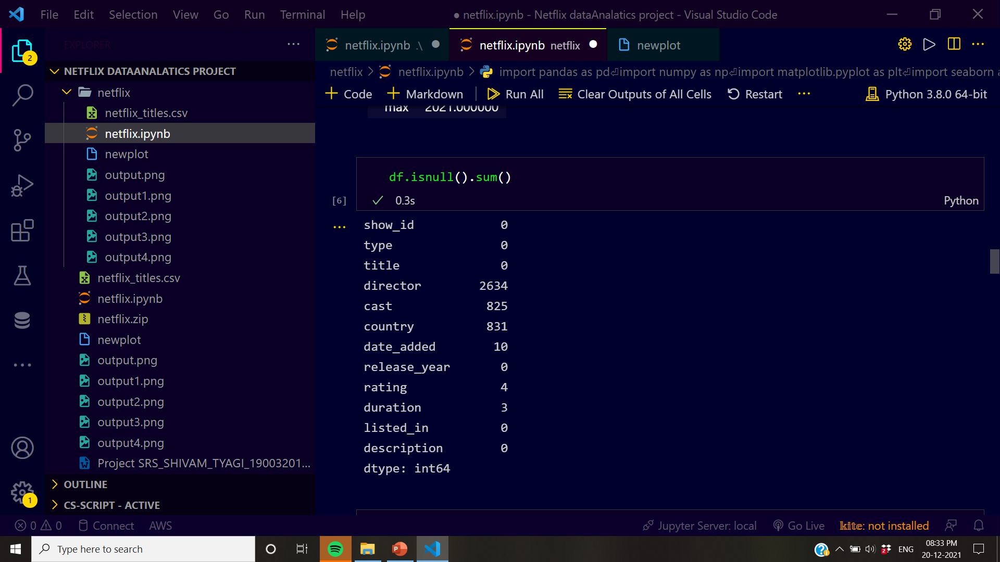 File Edit Selection View Go Run Terminal Help
● netflix.ipynb - Netflix dataAnalatics project - Visual Studio Code
EXPLORER
2
NETFLIX DATAANALATICS PROJECT
netflix
netflix_titles.csv
netflix.ipynb
newplot
output.png
output1.png
output2.png
output3.png
output4.png
netflix_titles.csv
netflix.ipynb
netflix.zip
newplot
output.png
output1.png
output2.png
output3.png
output4.png
Project SRS_SHIVAM_TYAGI_19003201...
OUTLINE
1
CS-SCRIPT - ACTIVE
netflix.ipynb .\
netflix.ipynb netflix
newplot
netflix > netflix.ipynb > import pandas as pd⏎import numpy as np⏎import matplotlib.pyplot as plt⏎import seaborn a
Code Markdown Run All Clear Outputs of All Cells Restart Python 3.8.0 64-bit
max 2021.000000
df.isnull().sum()
[6] ✓ 0.3s Python
show_id 0
type 0
title 0
director 2634
cast 825
country 831
date_added 10
release_year 0
rating 4
duration 3
listed_in 0
description 0
dtype: int64
0 0 Connect AWS Jupyter Server: local Go Live kite: not installed
Type here to search
ENG
08:33 PM
20-12-2021